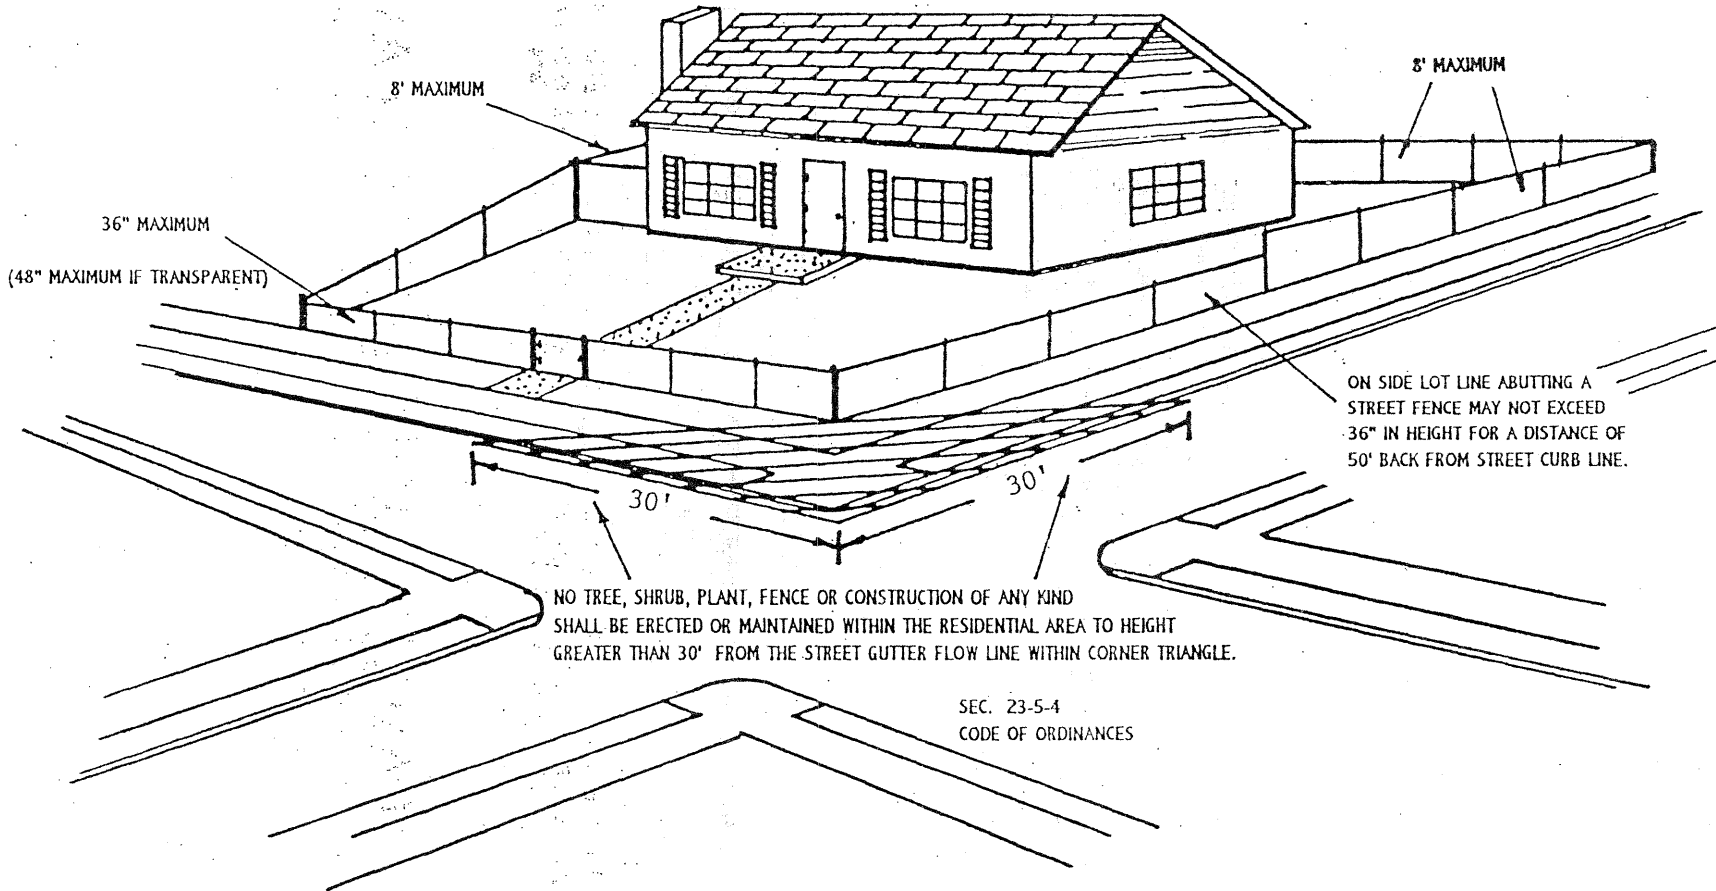 8' MAXIMUM
8' MAXIMUM
36" MAXIMUM
(48" MAXIMUM IF TRANSPARENT)
ON SIDE LOT LINE ABUTTING A
STREET FENCE MAY NOT EXCEED
36" IN HEIGHT FOR A DISTANCE OF
50' BACK FROM STREET CURB LINE.
30'
30'
NO TREE, SHRUB, PLANT, FENCE OR CONSTRUCTION OF ANY KIND
SHALL BE ERECTED OR MAINTAINED WITHIN THE RESIDENTIAL AREA TO HEIGHT
GREATER THAN 30' FROM THE STREET GUTTER FLOW LINE WITHIN CORNER TRIANGLE.
SEC. 23-5-4
CODE OF ORDINANCES